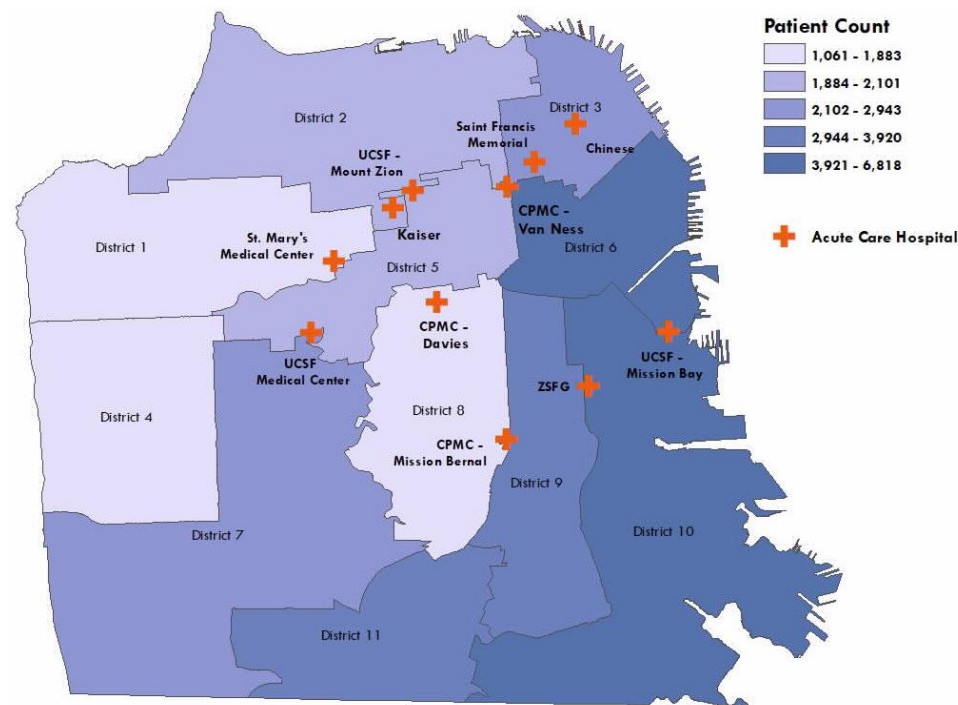 Patient Count
1,061 - 1,883
1,884 - 2,101
2,102 - 2,943
2,944 - 3,920
3,921 - 6,818
Acute Care Hospital
District 2
District 3
Saint Francis
Memorial
Chinese
UCSF -
Mount Zion
CPMC -
Van Ness
Kaiser
District 1
St. Mary's
Medical Center
District 6
District 5
CPMC -
Davies
UCSF
Medical Center
UCSF -
Mission Bay
ZSFG
District 4
District 8
CPMC -
Mission Bernal
District 9
District 7
District 10
District 11